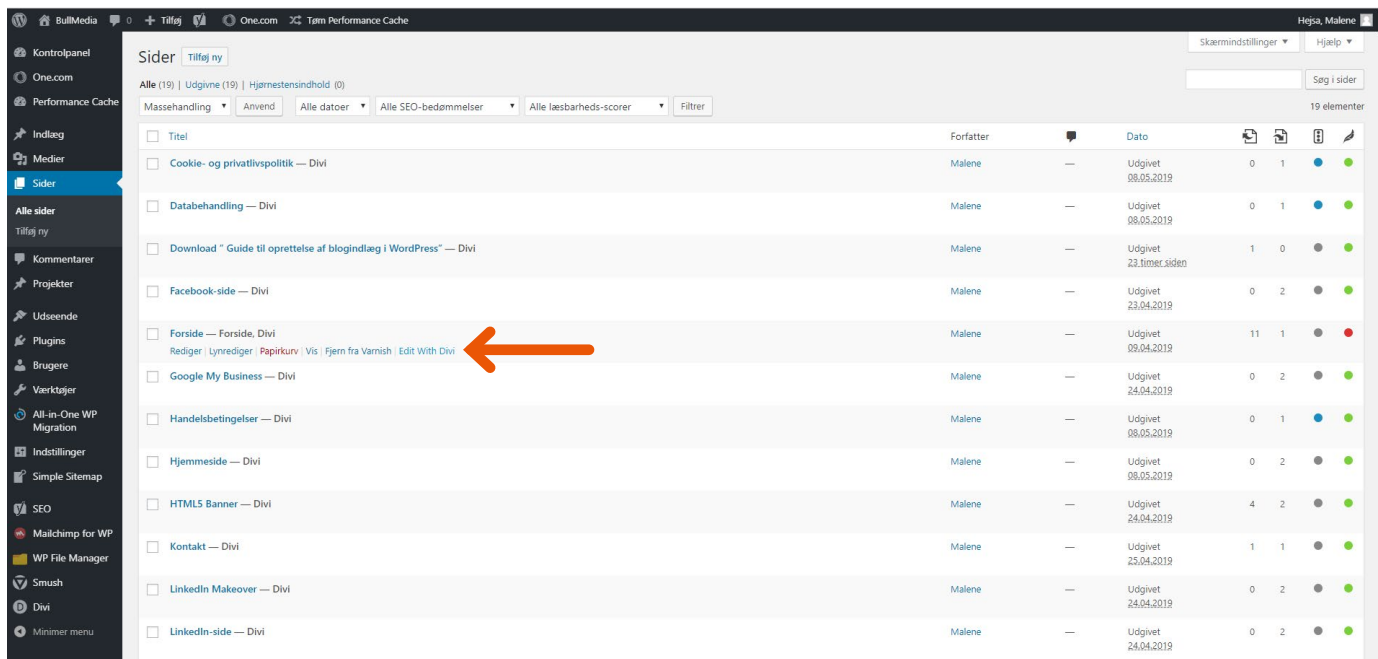 BullMedia 0 Tilføj One.com Tøm Performance Cache Hejsa, Malene
Skærmindstillinger ▼ Hjælp ▼
Kontrolpanel
One.com
Performance Cache
Indlæg
Medier
Sider
Alle sider
Tilføj ny
Kommentarer
Projekter
Udseende
Plugins
Brugere
Værktøjer
All-in-One WP
Migration
Indstillinger
Simple Sitemap
SEO
Mailchimp for WP
WP File Manager
Smush
Divi
Minimer menu
Sider Tilføj ny
Alle (19) | Udgivne (19) | Hjørnestensindhold (0)
Søg i sider
Massehandling ▼ Anvend Alle datoer ▼ Alle SEO-bedømmelser ▼ Alle læsbarheds-scorer ▼ Filtrer
19 elementer
Titel Forfatter Dato
Cookie- og privatlivspolitik — Divi Malene — Udgivet 0 1
08.05.2019
Databehandling — Divi Malene — Udgivet 0 1
08.05.2019
Download " Guide til oprettelse af blogindlæg i WordPress" — Divi Malene — Udgivet 1 0
23 timer siden
Facebook-side — Divi Malene — Udgivet 0 2
23.04.2019
Forside — Forside, Divi Malene — Udgivet 11 1
Rediger | Lynrediger | Papirkurv | Vis | Fjern fra Varnish | Edit With Divi 09.04.2019
Google My Business — Divi Malene — Udgivet 0 2
24.04.2019
Handelsbetingelser — Divi Malene — Udgivet 0 1
08.05.2019
Hjemmeside — Divi Malene — Udgivet 0 2
08.05.2019
HTML5 Banner — Divi Malene — Udgivet 4 2
24.04.2019
Kontakt — Divi Malene — Udgivet 1 1
25.04.2019
LinkedIn Makeover — Divi Malene — Udgivet 0 2
24.04.2019
LinkedIn-side — Divi Malene — Udgivet 0 2
24.04.2019